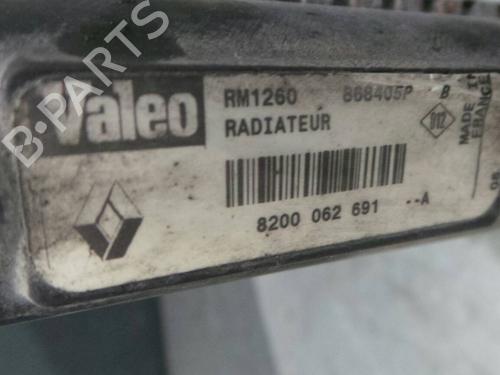 Valeo
RM1260 868405P B
RADIATEUR
MADE IN
FRANCE
8200 062 691 --A
B-PARTS